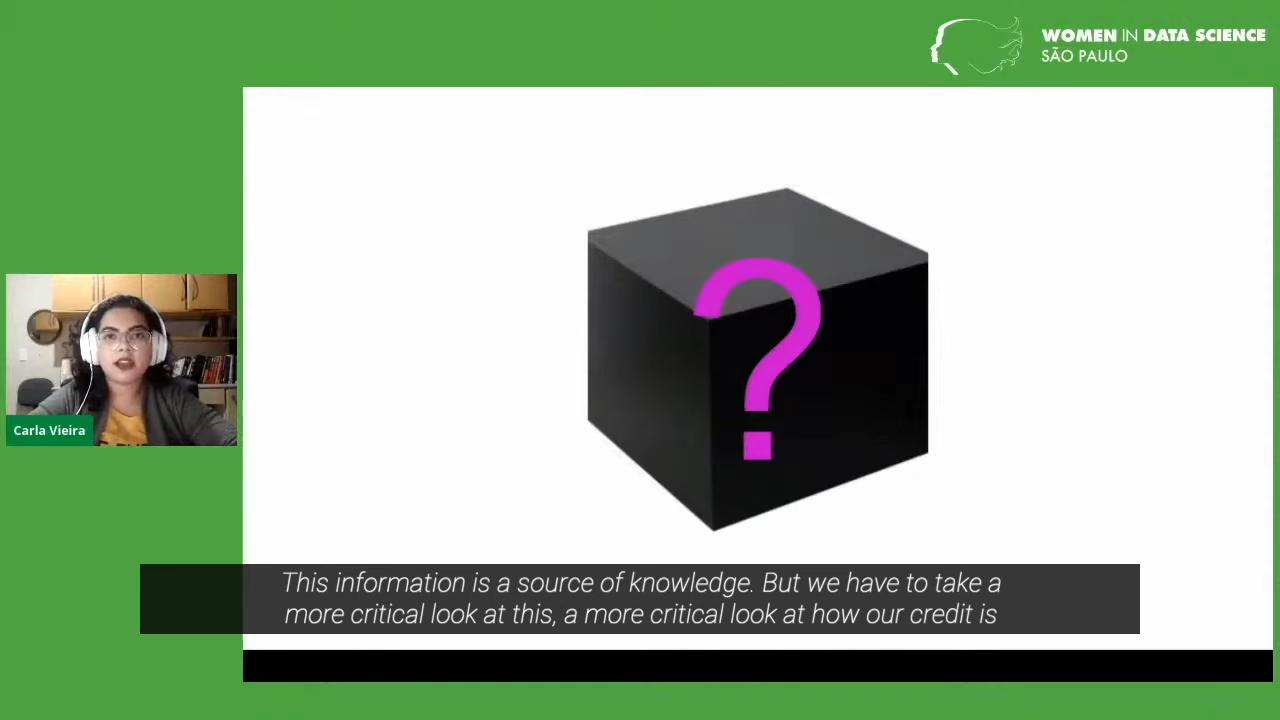 WOMEN IN DATA SCIENCE
SÃO PAULO
?
Carla Vieira
This information is a source of knowledge. But we have to take a
more critical look at this, a more critical look at how our credit is